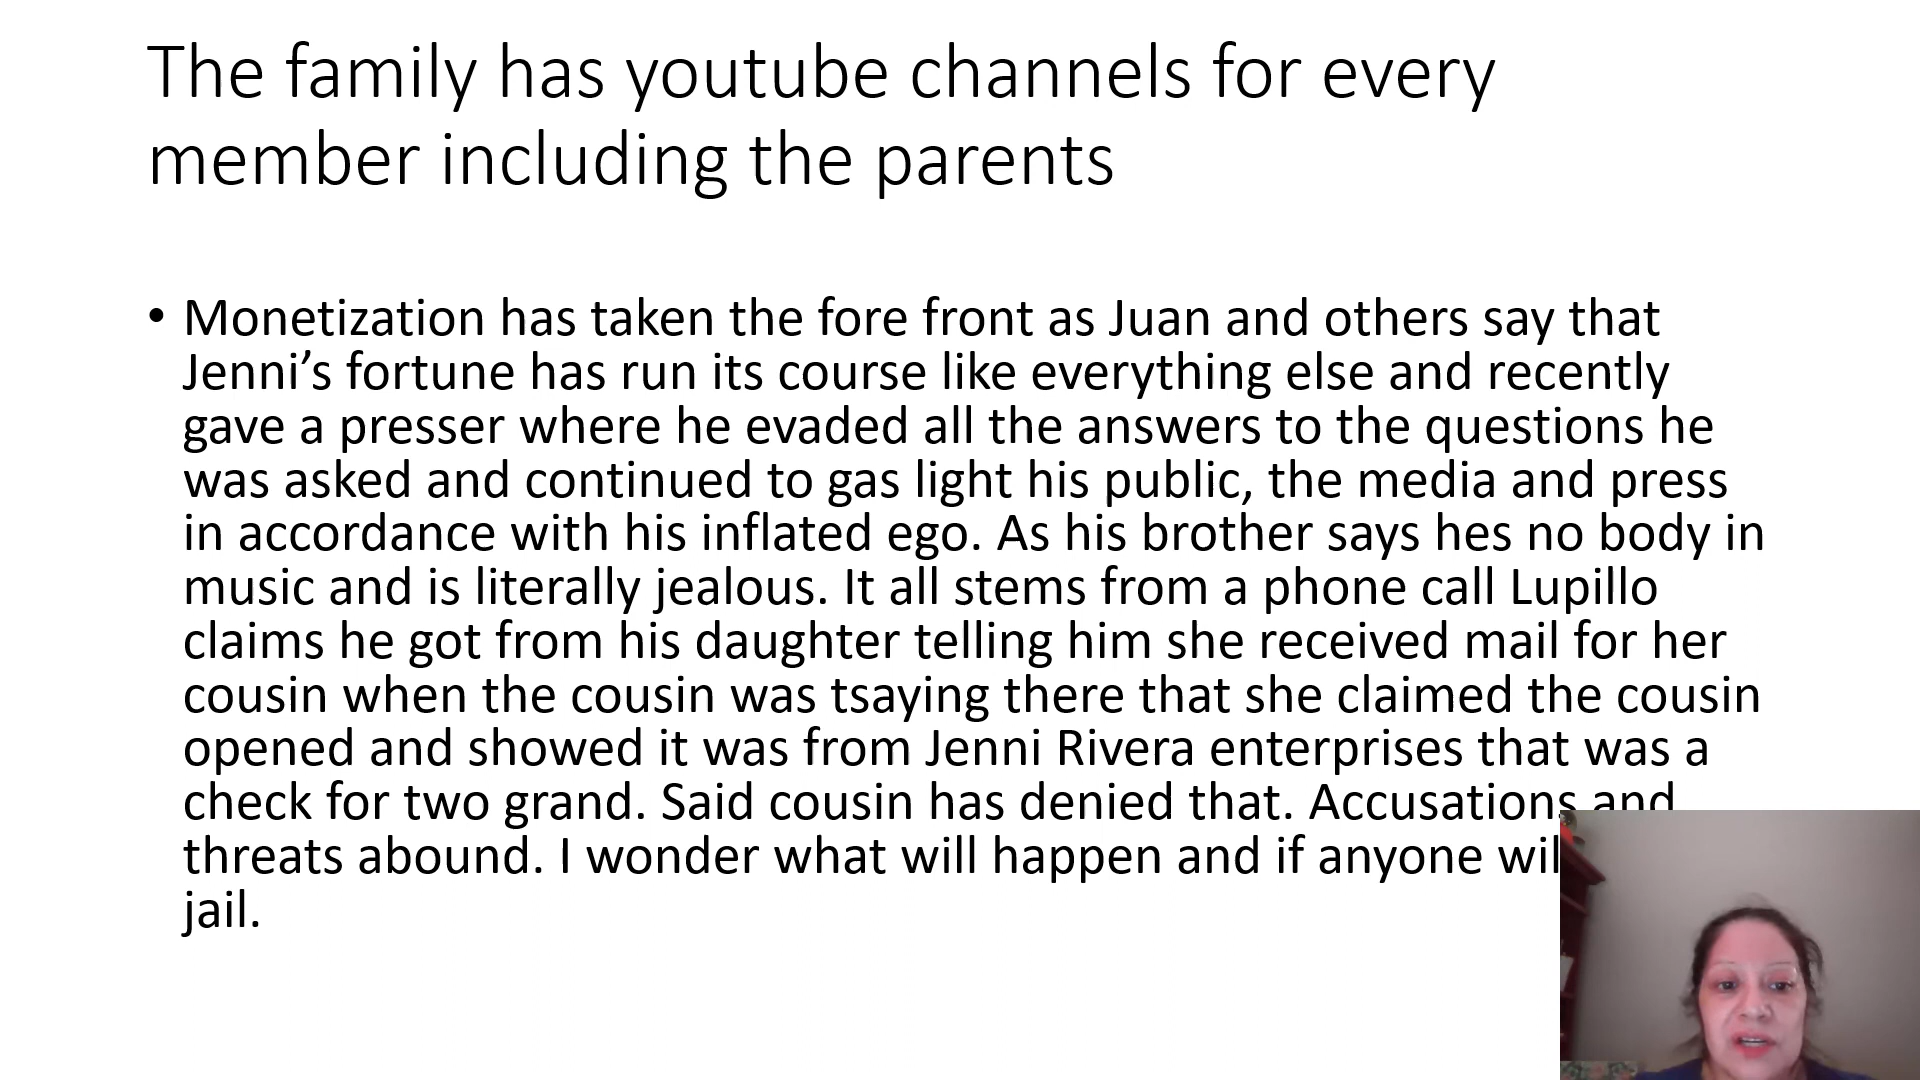 The family has youtube channels for every
member including the parents
• Monetization has taken the fore front as Juan and others say that
Jenni’s fortune has run its course like everything else and recently
gave a presser where he evaded all the answers to the questions he
was asked and continued to gas light his public, the media and press
in accordance with his inflated ego. As his brother says hes no body in
music and is literally jealous. It all stems from a phone call Lupillo
claims he got from his daughter telling him she received mail for her
cousin when the cousin was tsaying there that she claimed the cousin
opened and showed it was from Jenni Rivera enterprises that was a
check for two grand. Said cousin has denied that. Accusations and
threats abound. I wonder what will happen and if anyone
jail.